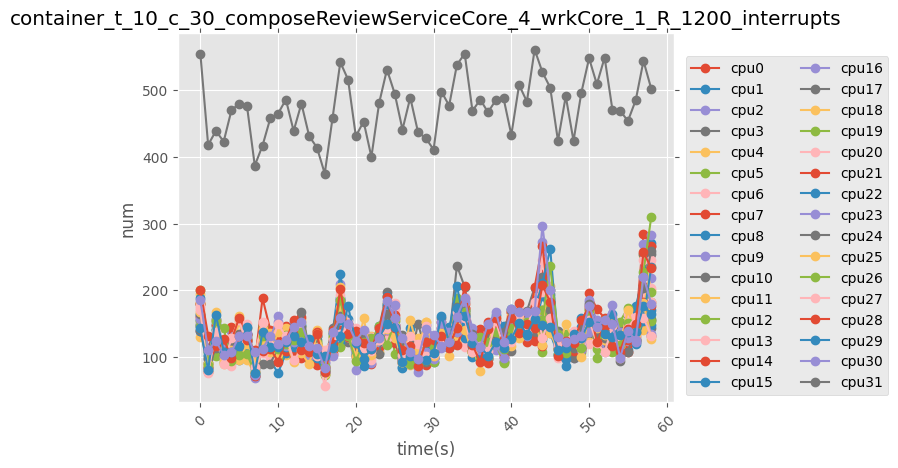 container_t_10_c_30_composeReviewServiceCore_4_wrkCore_1_R_1200_interrupts
500
400
300
200
100
num
0
10
20
30
40
50
60
time(s)
cpu0
cpu1
cpu2
cpu3
cpu4
cpu5
cpu6
cpu7
cpu8
cpu9
cpu10
cpu11
cpu12
cpu13
cpu14
cpu15
cpu16
cpu17
cpu18
cpu19
cpu20
cpu21
cpu22
cpu23
cpu24
cpu25
cpu26
cpu27
cpu28
cpu29
cpu30
cpu31